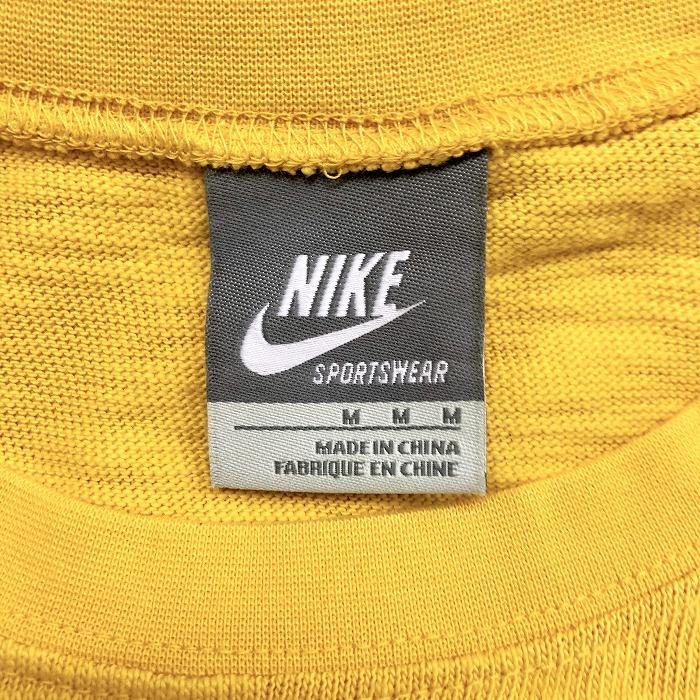 NIKE
SPORTSWEAR
M M M
MADE IN CHINA
FABRIQUE EN CHINE